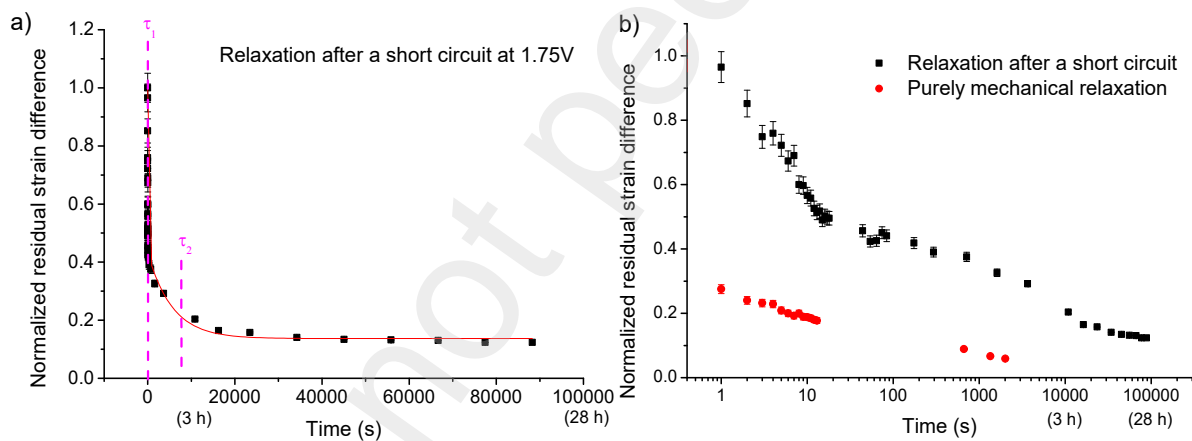 a)
τ1
Relaxation after a short circuit at 1.75V
τ2
Normalized residual strain difference
1.2
1.0
0.8
0.6
0.4
0.2
0.0
0
20000
40000
60000
80000
100000
(3 h)
(28 h)
Time (s)
b)
Relaxation after a short circuit
Purely mechanical relaxation
Normalized residual strain difference
1.0
0.8
0.6
0.4
0.2
0.0
1
10
100
1000
10000
100000
(3 h)
(28 h)
Time (s)
not pe